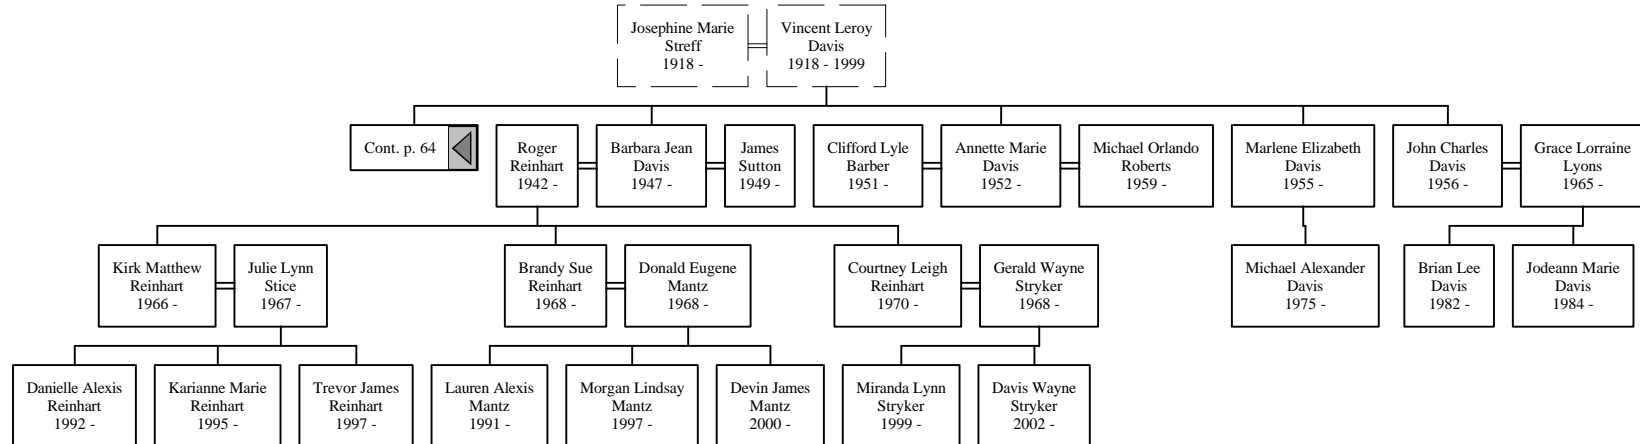 Josephine Marie
Streff
1918 -
Vincent Leroy
Davis
1918 - 1999
Cont. p. 64
Roger
Reinhart
1942 -
Barbara Jean
Davis
1947 -
James
Sutton
1949 -
Clifford Lyle
Barber
1951 -
Annette Marie
Davis
1952 -
Michael Orlando
Roberts
1959 -
Marlene Elizabeth
Davis
1955 -
John Charles
Davis
1956 -
Grace Lorraine
Lyons
1965 -
Kirk Matthew
Reinhart
1966 -
Julie Lynn
Stice
1967 -
Brandy Sue
Reinhart
1968 -
Donald Eugene
Mantz
1968 -
Courtney Leigh
Reinhart
1970 -
Gerald Wayne
Stryker
1968 -
Michael Alexander
Davis
1975 -
Brian Lee
Davis
1982 -
Jodeann Marie
Davis
1984 -
Danielle Alexis
Reinhart
1992 -
Karianne Marie
Reinhart
1995 -
Trevor James
Reinhart
1997 -
Lauren Alexis
Mantz
1991 -
Morgan Lindsay
Mantz
1997 -
Devin James
Mantz
2000 -
Miranda Lynn
Stryker
1999 -
Davis Wayne
Stryker
2002 -